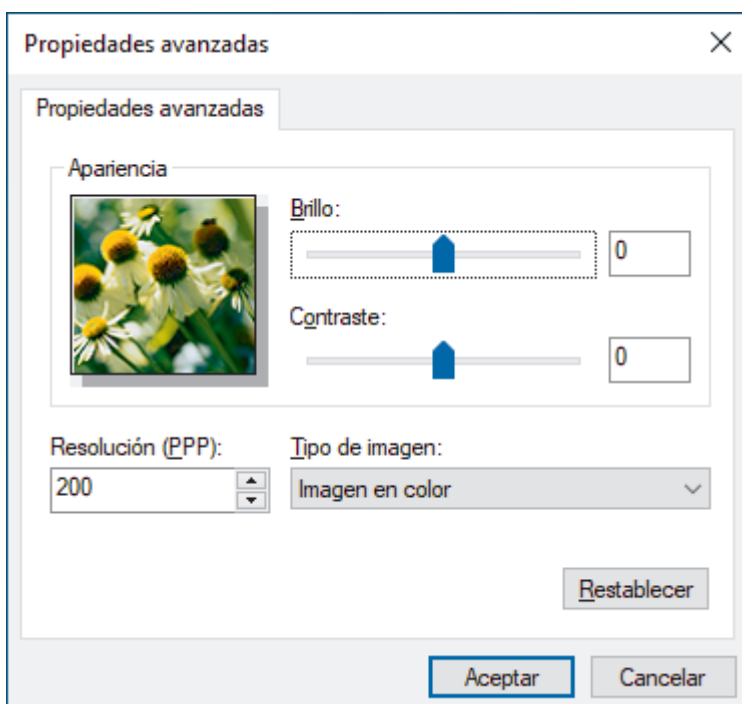 Propiedades avanzadas
Propiedades avanzadas
Apariencia
Brillo:
0
Contraste:
0
Resolución (PPP):
Tipo de imagen:
200
Imagen en color
Restablecer
Aceptar
Cancelar